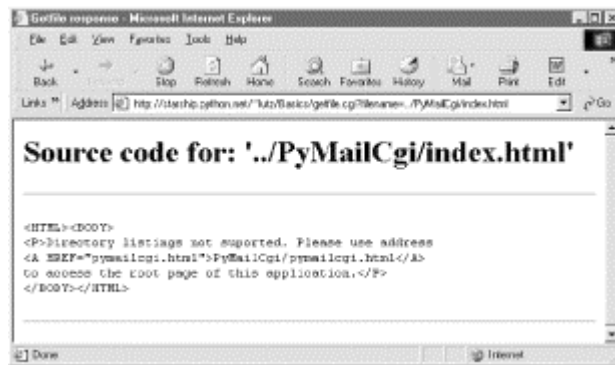 Getfile response - Microsoft Internet Explorer
File Edit View Favorites Tools Help
Back Stop Refresh Home Search Favorites History Mail Print Edit
Links » Address http://starship.python.net/~lutz/Basics/getfile.cgi?filename=../PyMailCgi/index.html Go
Source code for: '../PyMailCgi/index.html'
<HTML><BODY>
<P>Directory listings not suported. Please use address
<A HREF="pymailcgi.html">PyMailCgi/pymailcgi.html</A>
to access the root page of this application.</P>
</BODY></HTML>
Done Internet